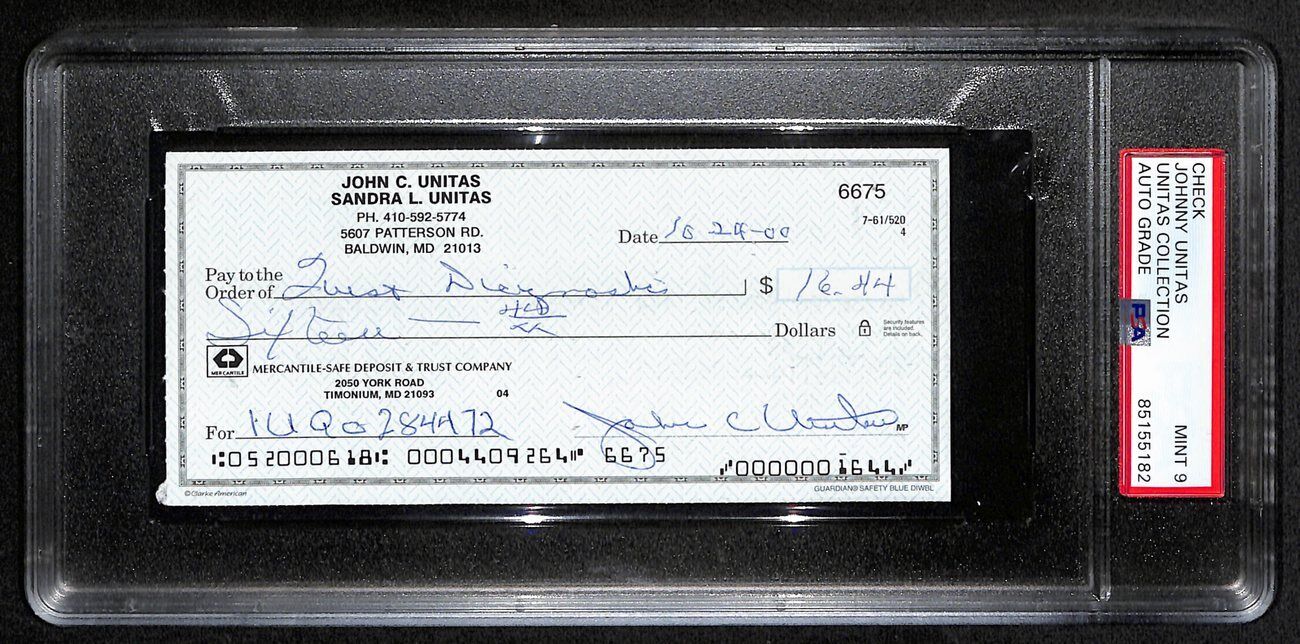 JOHN C. UNITAS
SANDRA L. UNITAS
PH. 410-592-5774
5607 PATTERSON RD.
BALDWIN, MD 21013
6675
7-61/520
4
Date 10-24-00
Pay to the
Order of Quest Diagnostics $ 16.44
Sixteen 44/xx Dollars
Security features
are included.
Details on back.
MERCANTILE
MERCANTILE-SAFE DEPOSIT & TRUST COMPANY
2050 YORK ROAD
TIMONIUM, MD 21093 04
For 1UQ0284472 John C Unitas MP
⑆052000618⑆ 0004409264⑈ 6675 ⑈0000001644⑈
© Clarke American
GUARDIAN® SAFETY BLUE DIWBL
CHECK
JOHNNY UNITAS
UNITAS COLLECTION
AUTO GRADE MINT 9
85155182
PSA